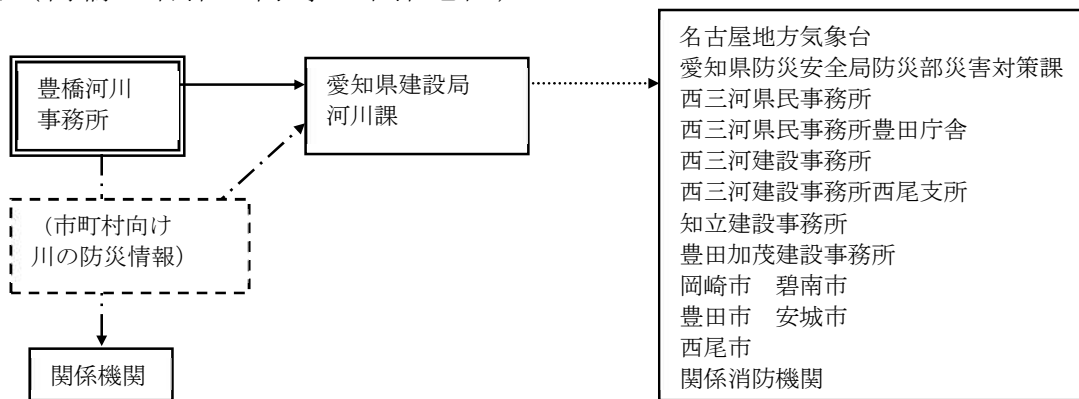 豊橋河川
事務所
愛知県建設局
河川課
(市町村向け
川の防災情報)
関係機関
名古屋地方気象台
愛知県防災安全局防災部災害対策課
西三河県民事務所
西三河県民事務所豊田庁舎
西三河建設事務所
西三河建設事務所西尾支所
知立建設事務所
豊田加茂建設事務所
岡崎市　碧南市
豊田市　安城市
西尾市
関係消防機関